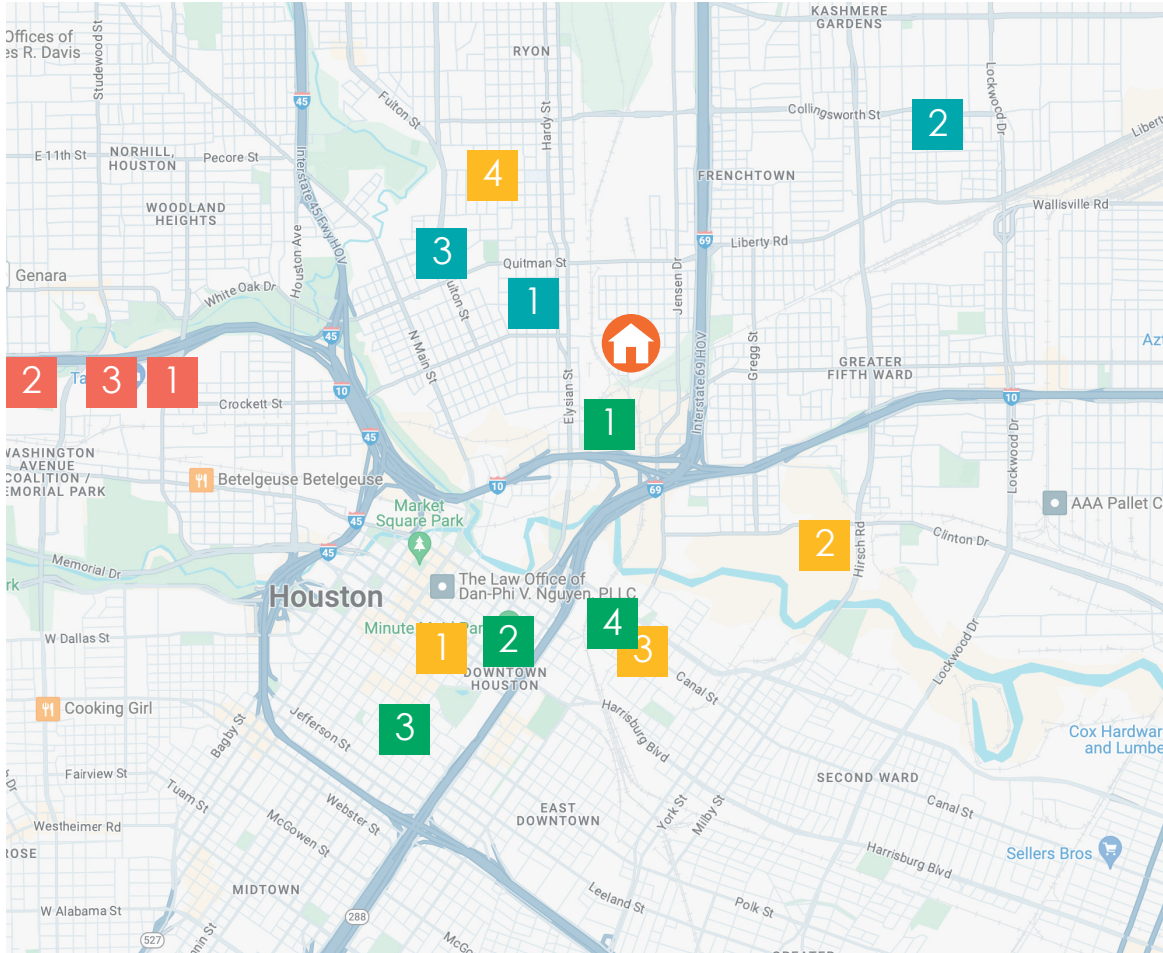 KASHMERE
GARDENS
Offices of
es R. Davis
RYON
Studewood St
45
Fulton St
Hardy St
Lockwood Dr
Collingsworth St
2
Liberty
E 11th St
NORHILL,
HOUSTON
Pecore St
4
FRENCHTOWN
Interstate 45 Fwy HOV
WOODLAND
HEIGHTS
Wallisville Rd
Houston Ave
3
69
Liberty Rd
Quitman St
Genara
Jensen Dr
White Oak Dr
ulton St
1
45
N Main St
Interstate 69 HOV
Gregg St
Azt
GREATER
FIFTH WARD
2
Ta
3
1
10
Elysian St
10
Crockett St
1
45
WASHINGTON
AVENUE
COALITION /
EMORIAL PARK
Betelgeuse Betelgeuse
10
69
Lockwood Dr
AAA Pallet C
Market
Square Park
45
2
Hirsch Rd
Clinton Dr
45
Memorial Dr
rk
Houston
The Law Office of
Dan-Phi V. Nguyen, PLLC
4
W Dallas St
1
2
3
DOWNTOWN
HOUSTON
Lockwood Dr
Canal St
Cooking Girl
Bagby St
Jefferson St
3
Harrisburg Blvd
Cox Hardwar
and Lumbe
Fairview St
SECOND WARD
Tuam St
Webster St
EAST
DOWNTOWN
York St
Milby St
Canal St
Westheimer Rd
McGowen St
ROSE
Harrisburg Blvd
Sellers Bros
MIDTOWN
Leeland St
Polk St
W Alabama St
288
527